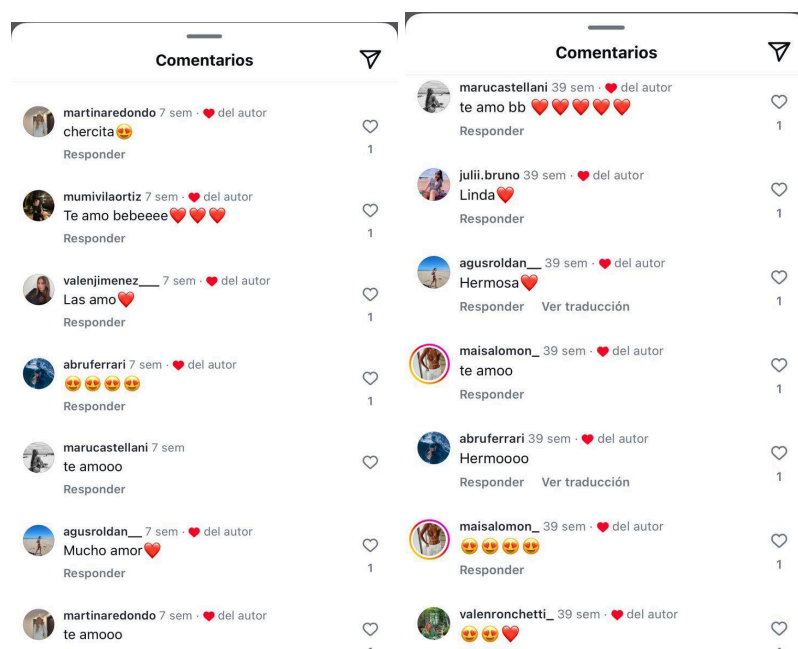 Comentarios
martinaredondo 7 sem · ❤️ del autor
chercita😍
Responder
1
mumivilaortiz 7 sem · ❤️ del autor
Te amo bebeeee❤️❤️❤️
Responder
1
valenjimenez___ 7 sem · ❤️ del autor
Las amo❤️
Responder
1
abruferrari 7 sem · ❤️ del autor
😍😍😍😍
Responder
1
marucastellani 7 sem
te amooo
Responder
agusroldan__ 7 sem · ❤️ del autor
Mucho amor❤️
Responder
1
martinaredondo 7 sem · ❤️ del autor
te amooo
Comentarios
marucastellani 39 sem · ❤️ del autor
te amo bb ❤️❤️❤️❤️❤️
Responder
1
julii.bruno 39 sem · ❤️ del autor
Linda❤️
Responder
1
agusroldan__ 39 sem · ❤️ del autor
Hermosa❤️
Responder Ver traducción
1
maisalomon_ 39 sem · ❤️ del autor
te amoo
Responder
1
abruferrari 39 sem · ❤️ del autor
Hermoooo
Responder Ver traducción
1
maisalomon_ 39 sem · ❤️ del autor
😍😍😍😍
Responder
1
valenronchetti_ 39 sem · ❤️ del autor
😍😍❤️